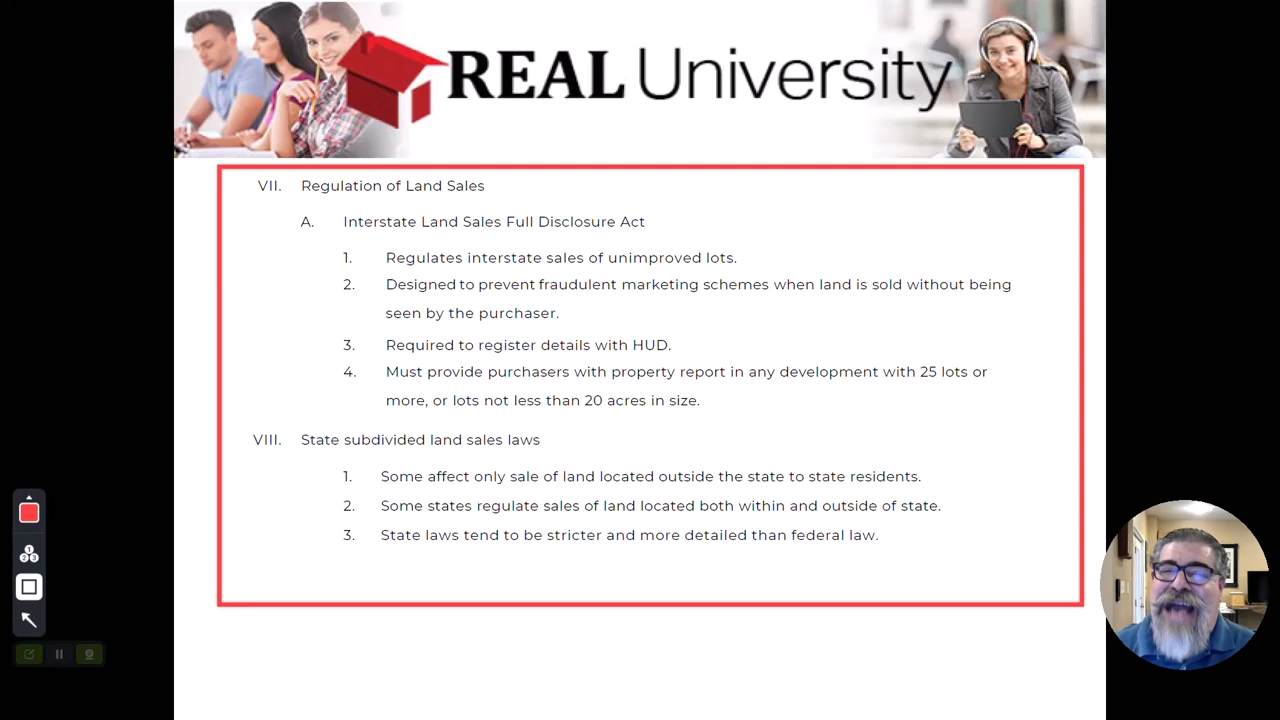 REAL University
VII. Regulation of Land Sales
A. Interstate Land Sales Full Disclosure Act
1. Regulates interstate sales of unimproved lots.
2. Designed to prevent fraudulent marketing schemes when land is sold without being
seen by the purchaser.
3. Required to register details with HUD.
4. Must provide purchasers with property report in any development with 25 lots or
more, or lots not less than 20 acres in size.
VIII. State subdivided land sales laws
1. Some affect only sale of land located outside the state to state residents.
2. Some states regulate sales of land located both within and outside of state.
3. State laws tend to be stricter and more detailed than federal law.